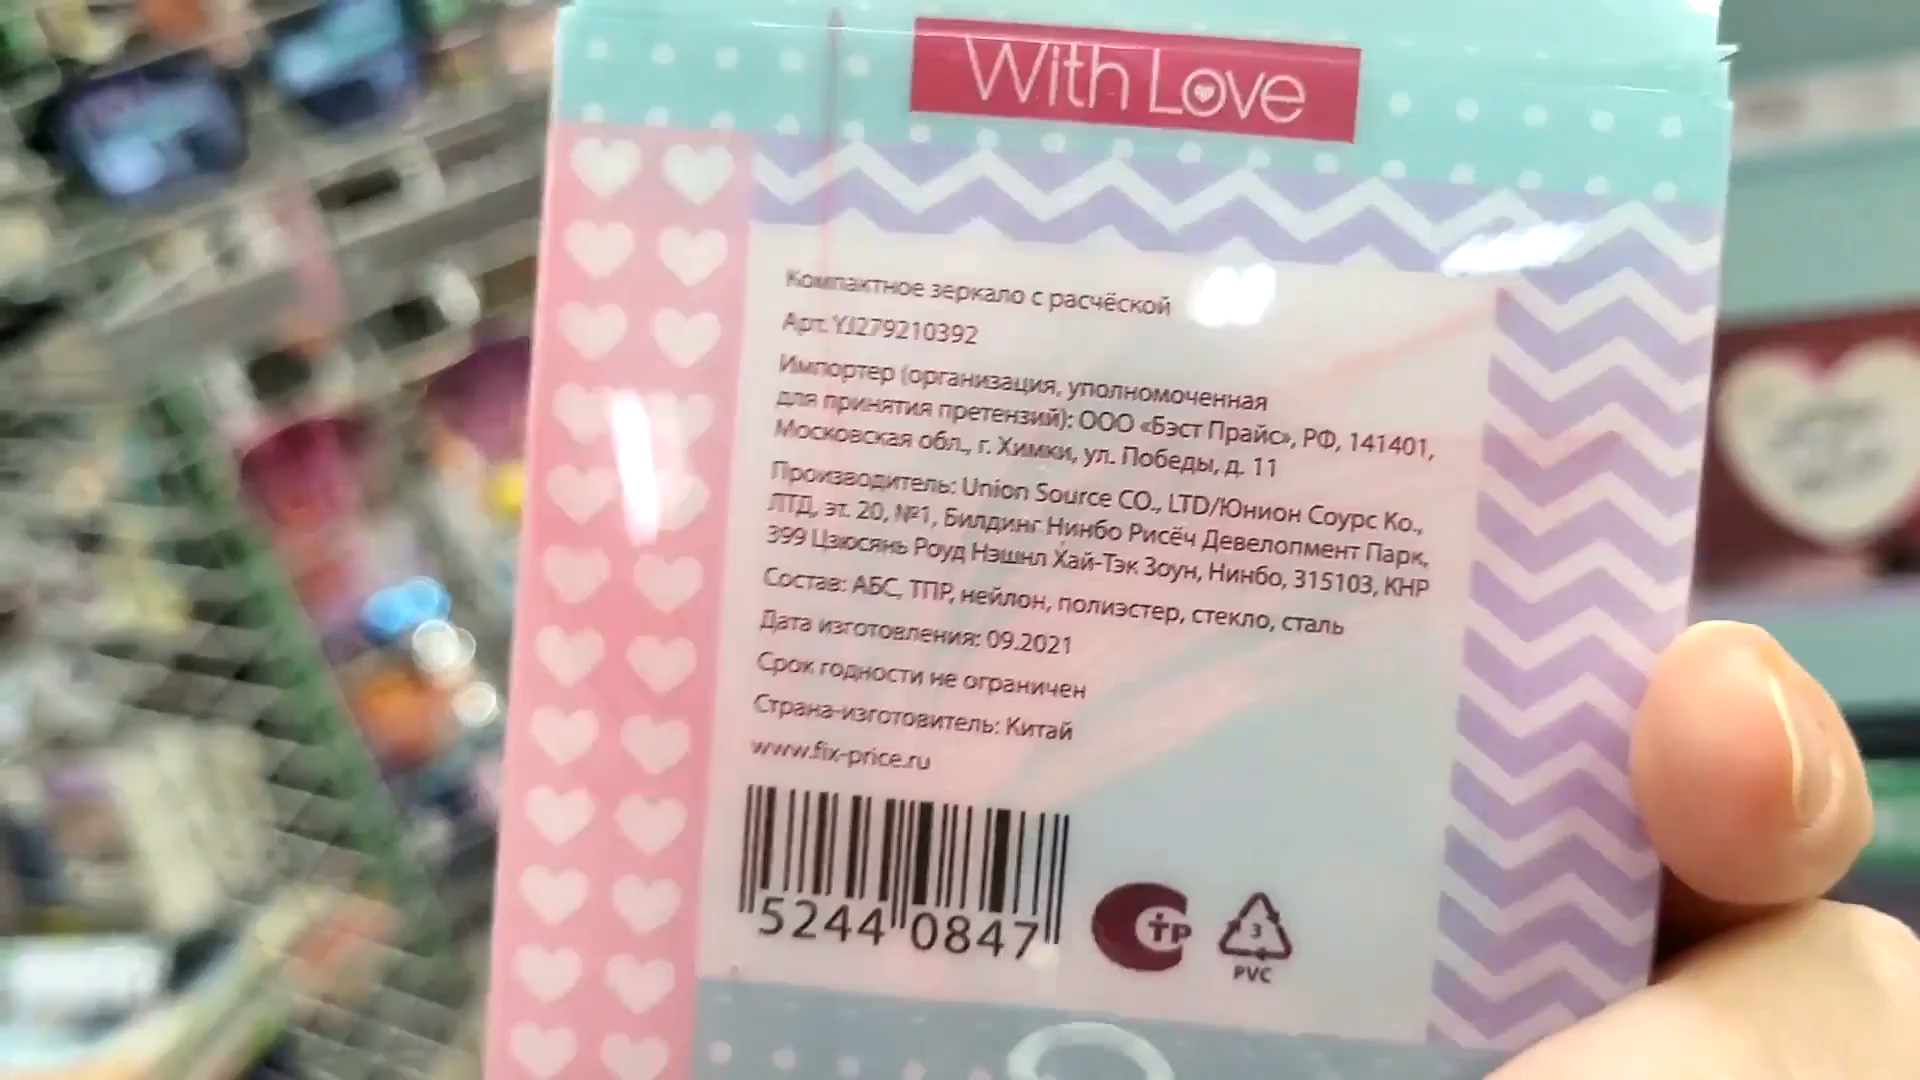 With Love
Компактное зеркало с расчёской
Арт. YJ279210392
Импортер (организация, уполномоченная
для принятия претензий): ООО «Бэст Прайс», РФ, 141401,
Московская обл., г. Химки, ул. Победы, д. 11
Производитель: Union Source CO., LTD/Юнион Соурс Ко.,
ЛТД, эт. 20, №1, Билдинг Нинбо Рисёч Девелопмент Парк,
399 Цзюсянь Роуд Нэшнл Хай-Тэк Зоун, Нинбо, 315103, КНР
Состав: АБС, ТПР, нейлон, полиэстер, стекло, сталь
Дата изготовления: 09.2021
Срок годности не ограничен
Страна-изготовитель: Китай
www.fix-price.ru
5244 0847
СТР
3
PVC